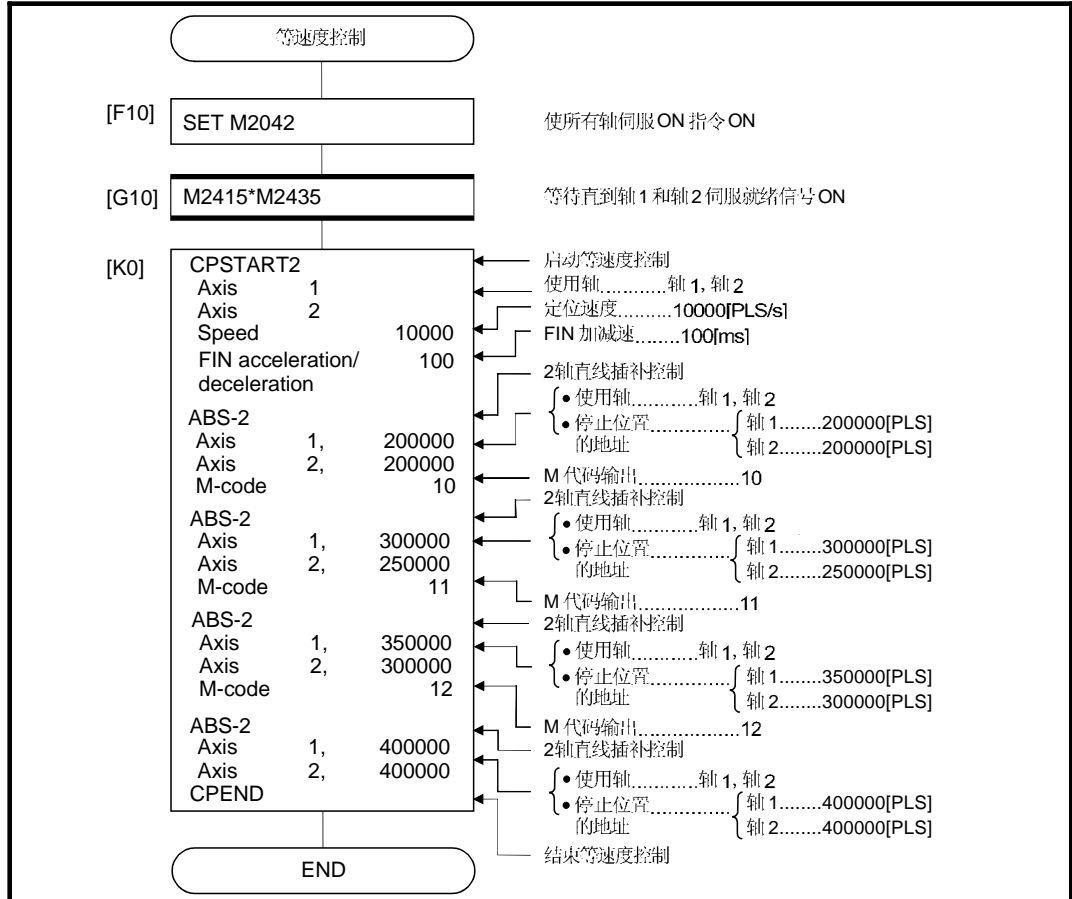 等速度控制
[F10]
SET M2042
使所有轴伺服ON 指令ON
[G10]
M2415*M2435
等待直到轴1和轴2伺服就绪信号ON
[K0]
CPSTART2
Axis 1
Axis 2
Speed 10000
FIN acceleration/ 100
deceleration
ABS-2
Axis 1, 200000
Axis 2, 200000
M-code 10
ABS-2
Axis 1, 300000
Axis 2, 250000
M-code 11
ABS-2
Axis 1, 350000
Axis 2, 300000
M-code 12
ABS-2
Axis 1, 400000
Axis 2, 400000
CPEND
启动等速度控制
使用轴............轴1, 轴2
定位速度..........10000[PLS/s]
FIN 加减速........100[ms]
2轴直线插补控制
• 使用轴............轴1, 轴2
• 停止位置..............轴1........200000[PLS]
的地址 轴2........200000[PLS]
M代码输出...................10
2轴直线插补控制
• 使用轴............轴1, 轴2
• 停止位置..............轴1........300000[PLS]
的地址 轴2........250000[PLS]
M代码输出...................11
2轴直线插补控制
• 使用轴............轴1, 轴2
• 停止位置..............轴1........350000[PLS]
的地址 轴2........300000[PLS]
M代码输出...................12
2轴直线插补控制
• 使用轴............轴1, 轴2
• 停止位置..............轴1........400000[PLS]
的地址 轴2........400000[PLS]
结束等速度控制
END